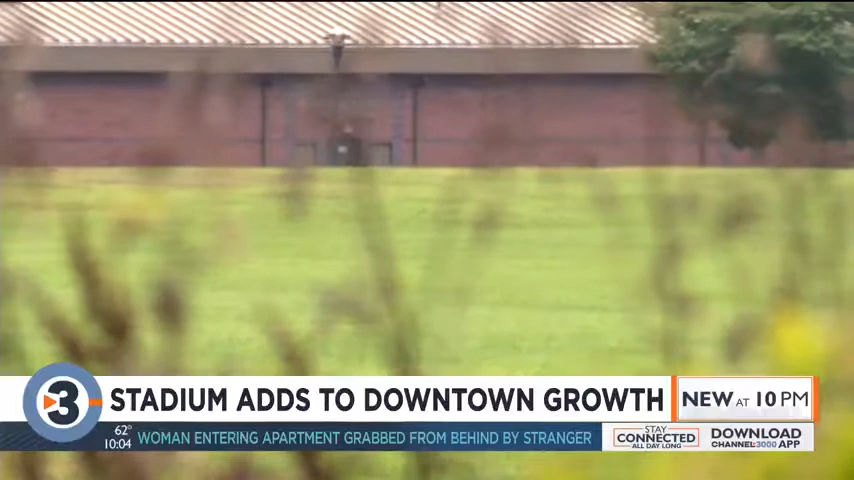 3
STADIUM ADDS TO DOWNTOWN GROWTH
NEW AT 10 PM
62°
10:04
WOMAN ENTERING APARTMENT GRABBED FROM BEHIND BY STRANGER
STAY
CONNECTED
ALL DAY LONG
DOWNLOAD
CHANNEL3000 APP